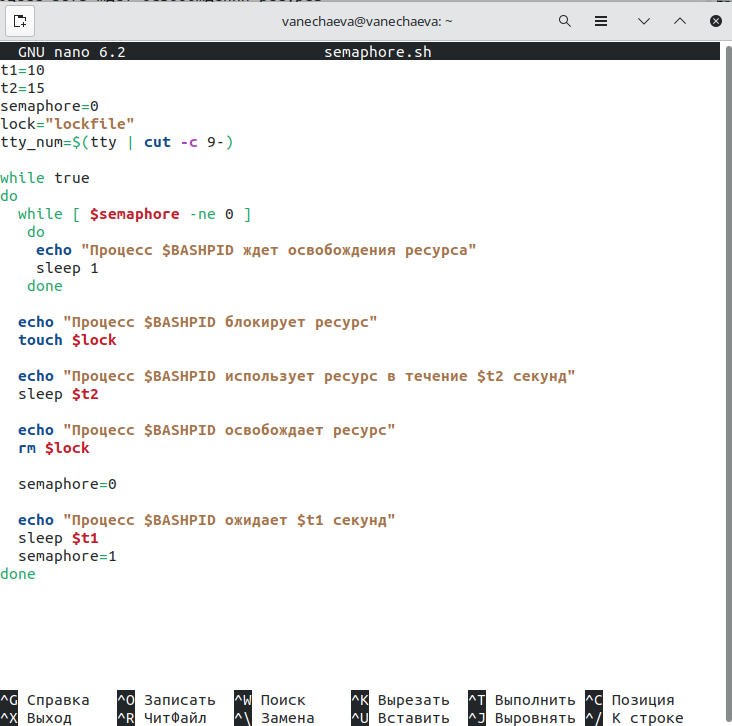 vanechaeva@vanechaeva: ~
GNU nano 6.2 semaphore.sh
t1=10
t2=15
semaphore=0
lock="lockfile"
tty_num=$(tty | cut -c 9-)
while true
do
while [ $semaphore -ne 0 ]
do
echo "Процесс $BASHPID ждет освобождения ресурса"
sleep 1
done
echo "Процесс $BASHPID блокирует ресурс"
touch $lock
echo "Процесс $BASHPID использует ресурс в течение $t2 секунд"
sleep $t2
echo "Процесс $BASHPID освобождает ресурс"
rm $lock
semaphore=0
echo "Процесс $BASHPID ожидает $t1 секунд"
sleep $t1
semaphore=1
done
^G Справка ^O Записать ^W Поиск ^K Вырезать ^T Выполнить ^C Позиция
^X Выход ^R ЧитФайл ^\ Замена ^U Вставить ^J Выровнять ^/ К строке